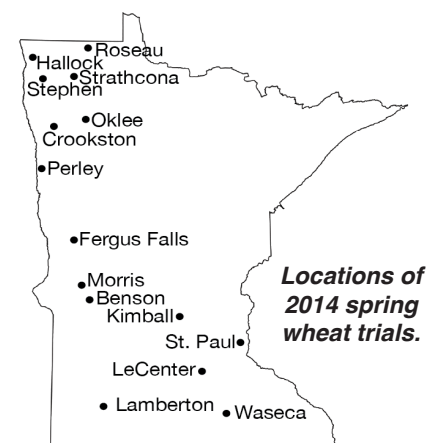 Roseau
Hallock
Strathcona
Stephen
Oklee
Crookston
Perley
Fergus Falls
Morris
Benson
Kimball
St. Paul
LeCenter
Lamberton
Waseca
Locations of
2014 spring
wheat trials.